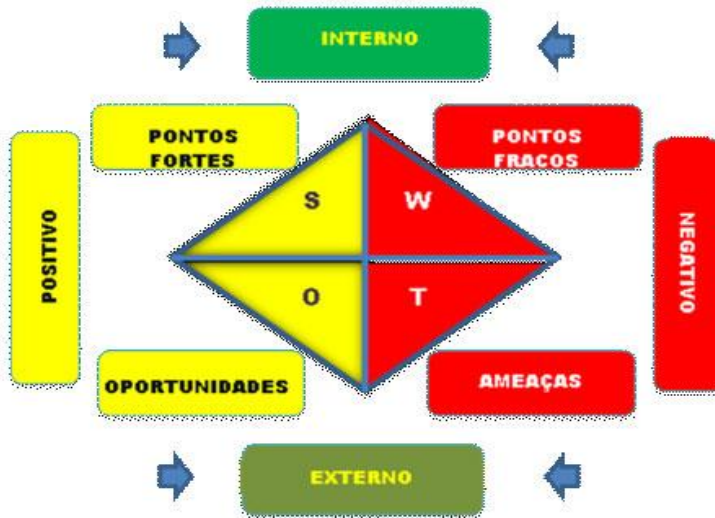 INTERNO
PONTOS
FORTES
PONTOS
FRACOS
POSITIVO
S
W
NEGATIVO
O
T
OPORTUNIDADES
AMEAÇAS
EXTERNO